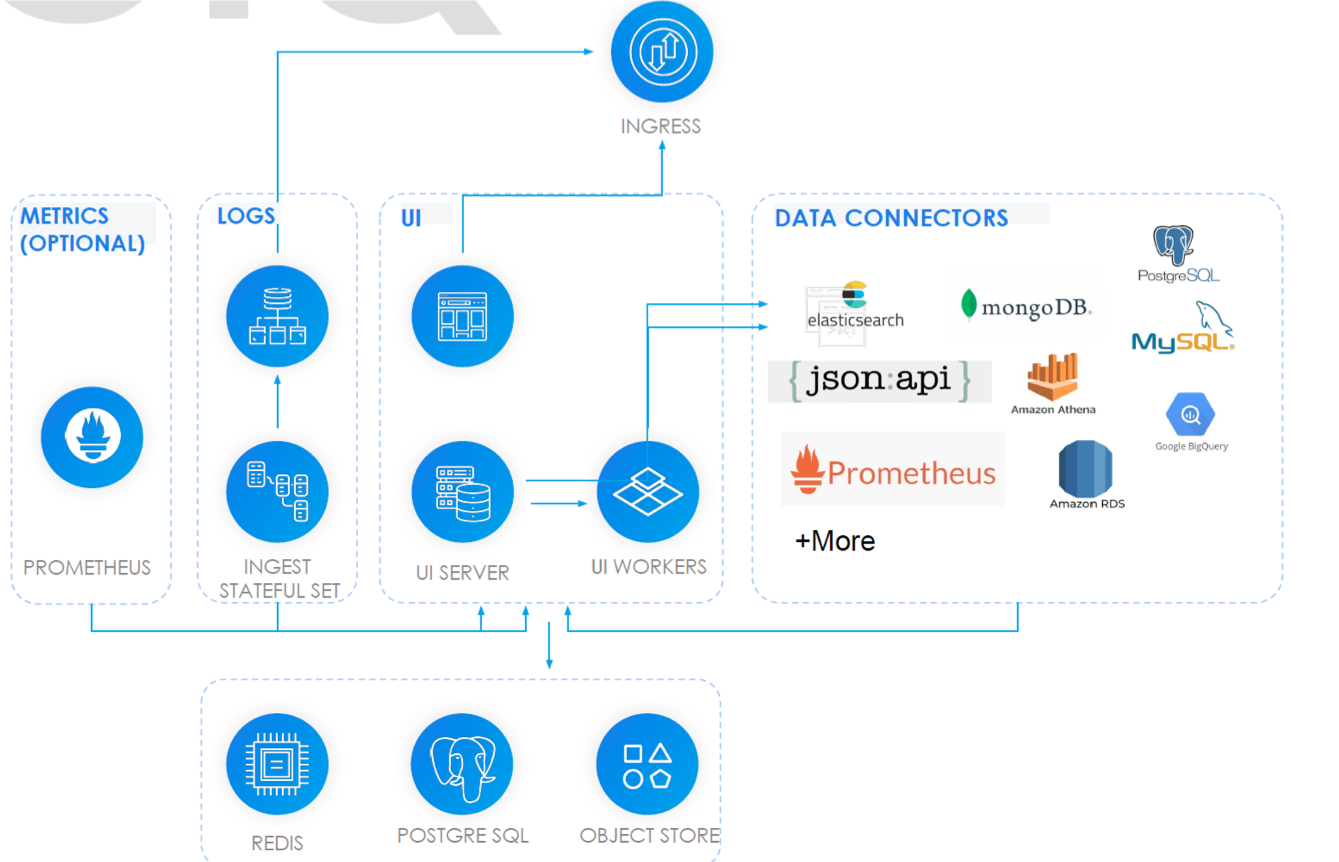 INGRESS
METRICS
(OPTIONAL)
PROMETHEUS
LOGS
INGEST
STATEFUL SET
UI
UI SERVER
UI WORKERS
DATA CONNECTORS
PostgreSQL
elasticsearch
mongoDB.
MySQL.
{json:api}
Amazon Athena
Google BigQuery
Prometheus
Amazon RDS
+More
REDIS
POSTGRE SQL
OBJECT STORE